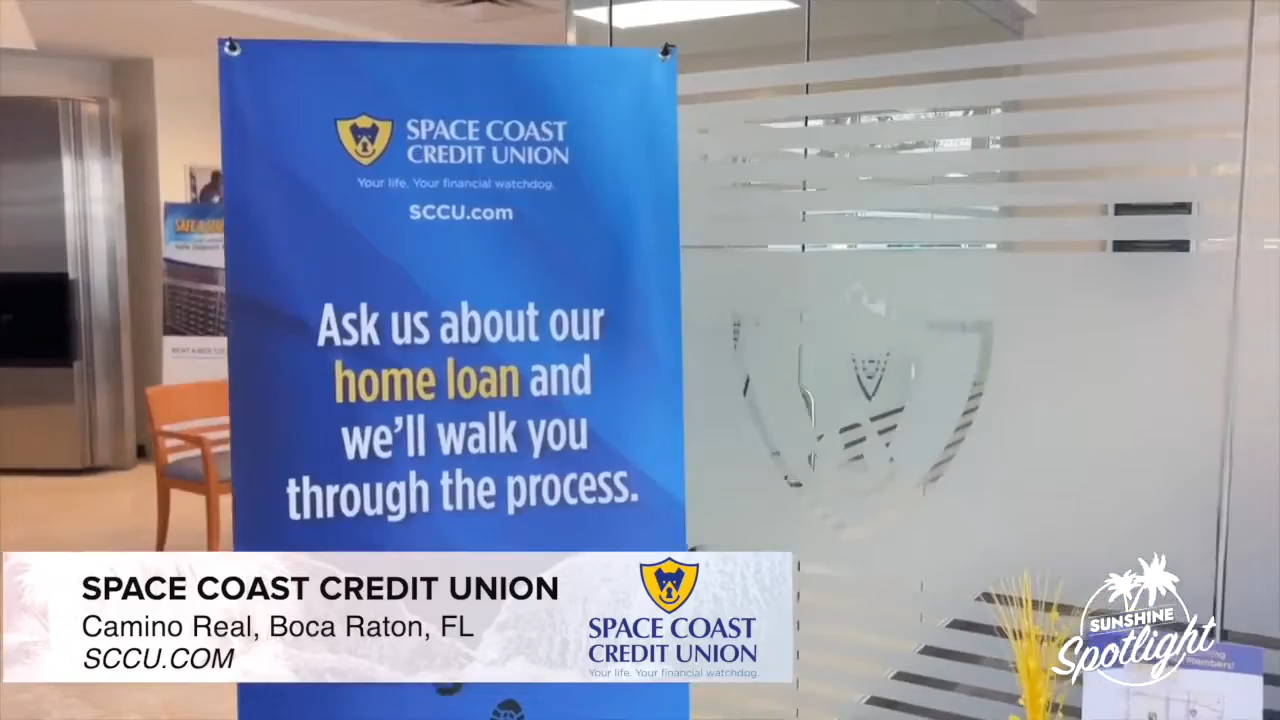 SPACE COAST
CREDIT UNION
Your life. Your financial watchdog.
SCCU.com
Ask us about our
home loan and
we'll walk you
through the process.
SPACE COAST CREDIT UNION
Camino Real, Boca Raton, FL
SCCU.COM
SPACE COAST
CREDIT UNION
Your life. Your financial watchdog.
SUNSHINE
Spotlight
Members!